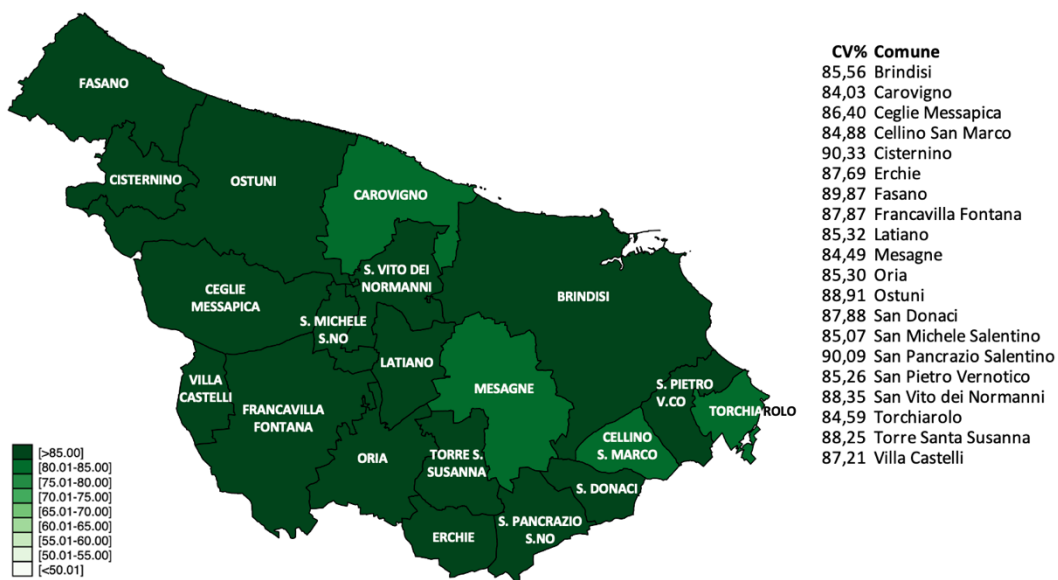 FASANO
CISTERNINO
OSTUNI
CAROVIGNO
S. VITO DEI
NORMANNI
CEGLIE
MESSAPICA
S. MICHELE
S.NO
BRINDISI
LATIANO
VILLA
CASTELLI
MESAGNE
FRANCAVILLA
FONTANA
S. PIETRO
V.CO
TORCHIAROLO
CELLINO
S. MARCO
ORIA
TORRE S.
SUSANNA
S. DONACI
S. PANCRAZIO
S.NO
ERCHIE
[>85.00]
[80.01-85.00]
[75.01-80.00]
[70.01-75.00]
[65.01-70.00]
[60.01-65.00]
[55.01-60.00]
[50.01-55.00]
[<50.01]
CV% Comune
85,56 Brindisi
84,03 Carovigno
86,40 Ceglie Messapica
84,88 Cellino San Marco
90,33 Cisternino
87,69 Erchie
89,87 Fasano
87,87 Francavilla Fontana
85,32 Latiano
84,49 Mesagne
85,30 Oria
88,91 Ostuni
87,88 San Donaci
85,07 San Michele Salentino
90,09 San Pancrazio Salentino
85,26 San Pietro Vernotico
88,35 San Vito dei Normanni
84,59 Torchiarolo
88,25 Torre Santa Susanna
87,21 Villa Castelli